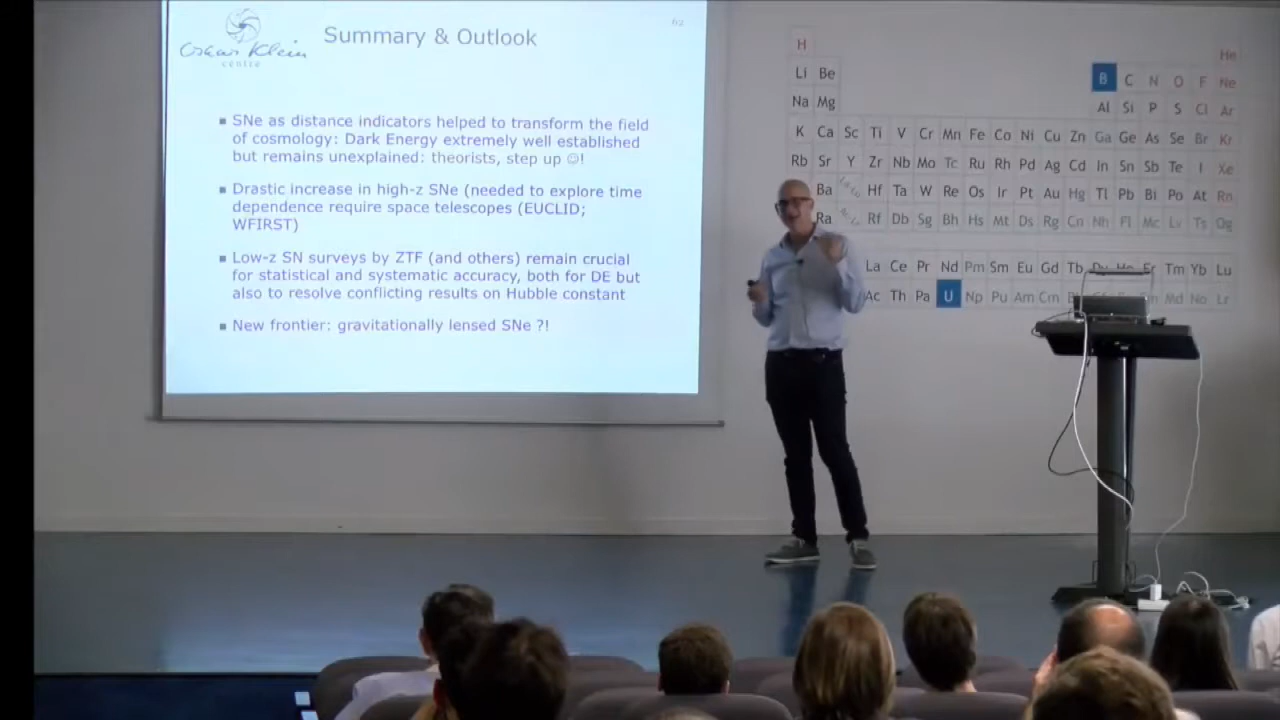 Oskar Klein
centre
Summary & Outlook
62
▪ SNe as distance indicators helped to transform the field
of cosmology: Dark Energy extremely well established
but remains unexplained: theorists, step up ☺!
▪ Drastic increase in high-z SNe (needed to explore time
dependence require space telescopes (EUCLID;
WFIRST)
▪ Low-z SN surveys by ZTF (and others) remain crucial
for statistical and systematic accuracy, both for DE but
also to resolve conflicting results on Hubble constant
▪ New frontier: gravitationally lensed SNe ?!
H He
Li Be B C N O F Ne
Na Mg Al Si P S Cl Ar
K Ca Sc Ti V Cr Mn Fe Co Ni Cu Zn Ga Ge As Se Br Kr
Rb Sr Y Zr Nb Mo Tc Ru Rh Pd Ag Cd In Sn Sb Te I Xe
Ba Hf Ta W Re Os Ir Pt Au Hg Tl Pb Bi Po At Rn
Ra Rf Db Sg Bh Hs Mt Ds Rg Cn Nh Fl Mc Lv Ts Og
La Ce Pr Nd Pm Sm Eu Gd Tb Dy Ho Er Tm Yb Lu
Ac Th Pa U Np Pu Am Cm Md No Lr